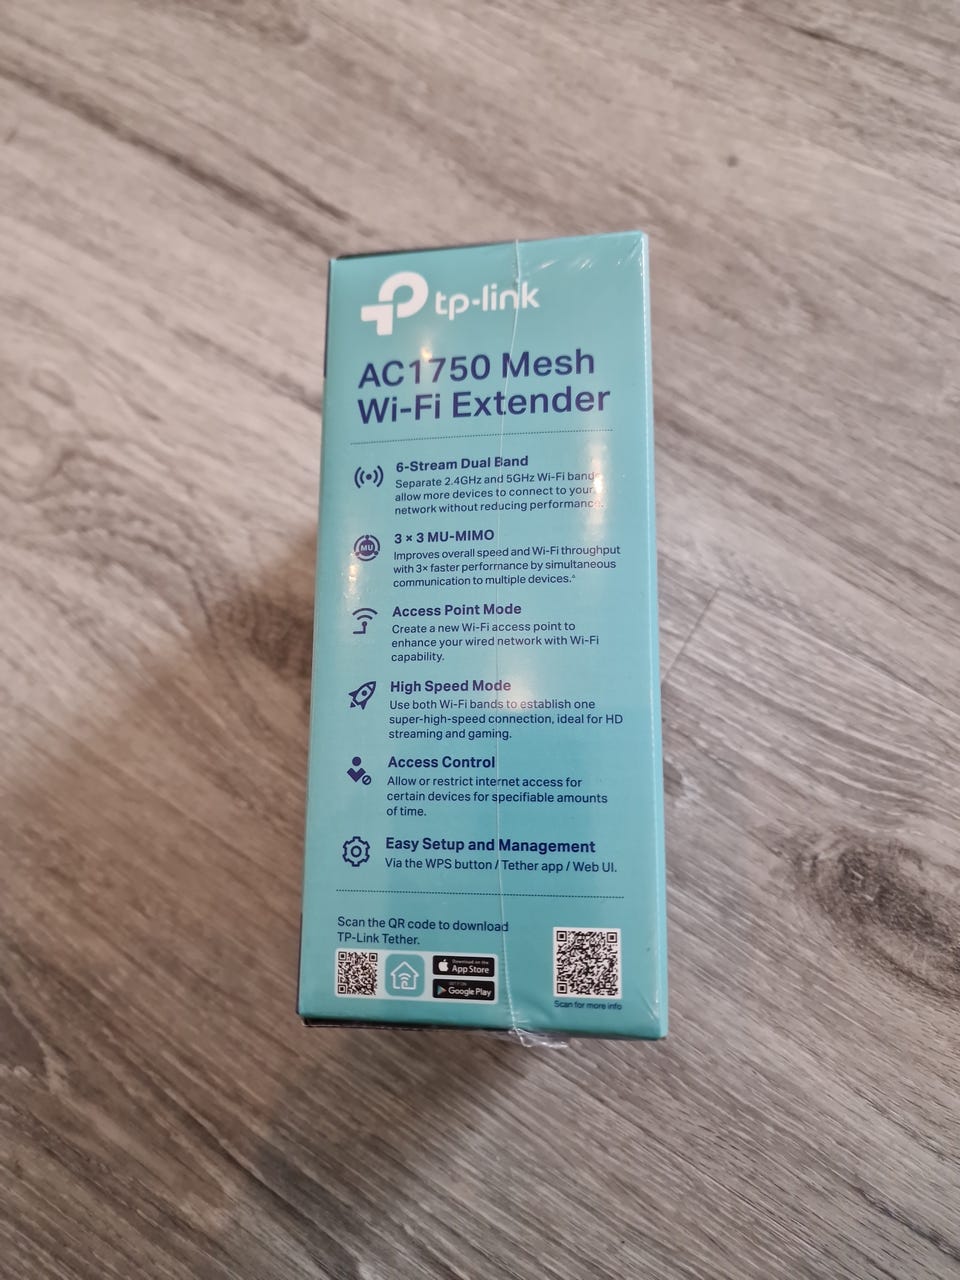 tp-link
AC1750 Mesh
Wi-Fi Extender
6-Stream Dual Band
Separate 2.4GHz and 5GHz Wi-Fi bands
allow more devices to connect to your
network without reducing performance.
MU
3 × 3 MU-MIMO
Improves overall speed and Wi-Fi throughput
with 3× faster performance by simultaneous
communication to multiple devices.^
Access Point Mode
Create a new Wi-Fi access point to
enhance your wired network with Wi-Fi
capability.
High Speed Mode
Use both Wi-Fi bands to establish one
super-high-speed connection, ideal for HD
streaming and gaming.
Access Control
Allow or restrict internet access for
certain devices for specifiable amounts
of time.
Easy Setup and Management
Via the WPS button / Tether app / Web UI.
Scan the QR code to download
TP-Link Tether.
Download on the
App Store
GET IT ON
Google Play
Scan for more info